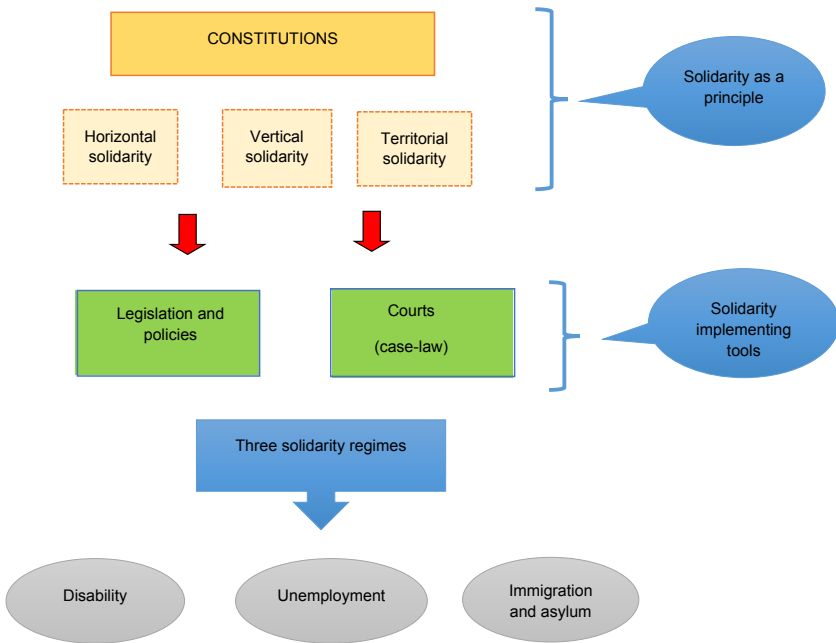 CONSTITUTIONS
Solidarity as a
principle
Horizontal
solidarity
Vertical
solidarity
Territorial
solidarity
Legislation and
policies
Courts
(case-law)
Solidarity
implementing
tools
Three solidarity regimes
Disability
Unemployment
Immigration
and asylum